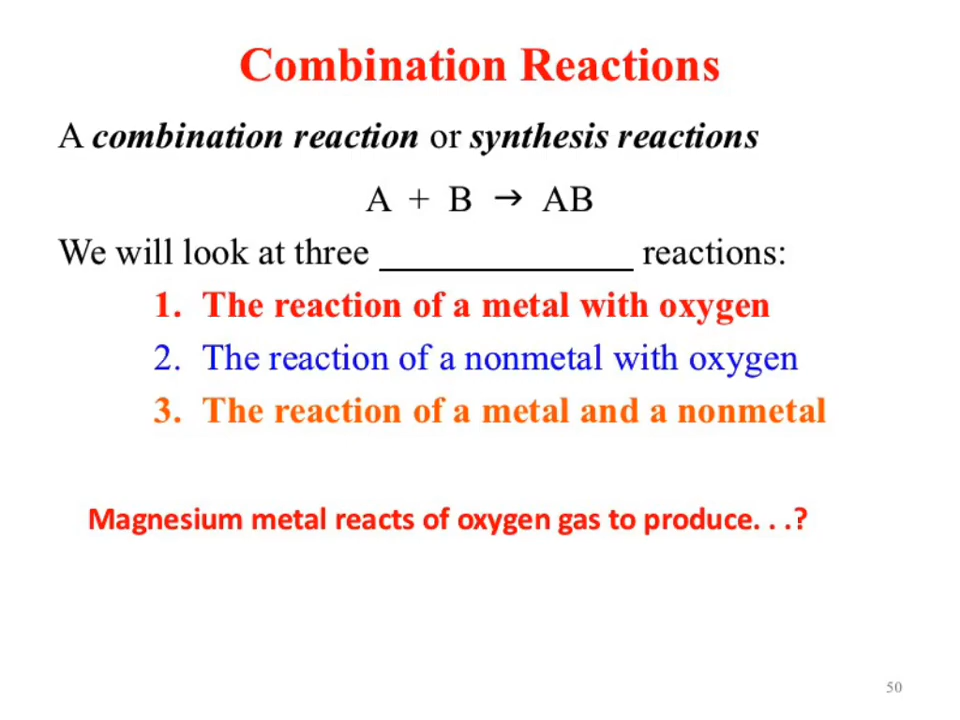 Combination Reactions
A combination reaction or synthesis reactions
A + B → AB
We will look at three ______________ reactions:
1. The reaction of a metal with oxygen
2. The reaction of a nonmetal with oxygen
3. The reaction of a metal and a nonmetal
Magnesium metal reacts of oxygen gas to produce. . .?
50